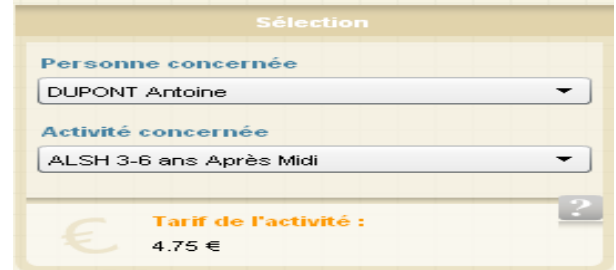 Sélection
Personne concernée
DUPONT Antoine
Activité concernée
ALSH 3-6 ans Après Midi
?
€
Tarif de l'activité :
4.75 €